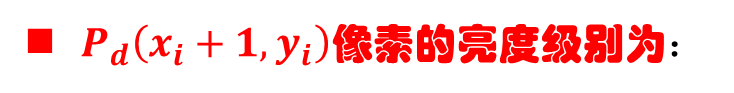 ■ P_d(x_i + 1, y_i)像素的亮度级别为：